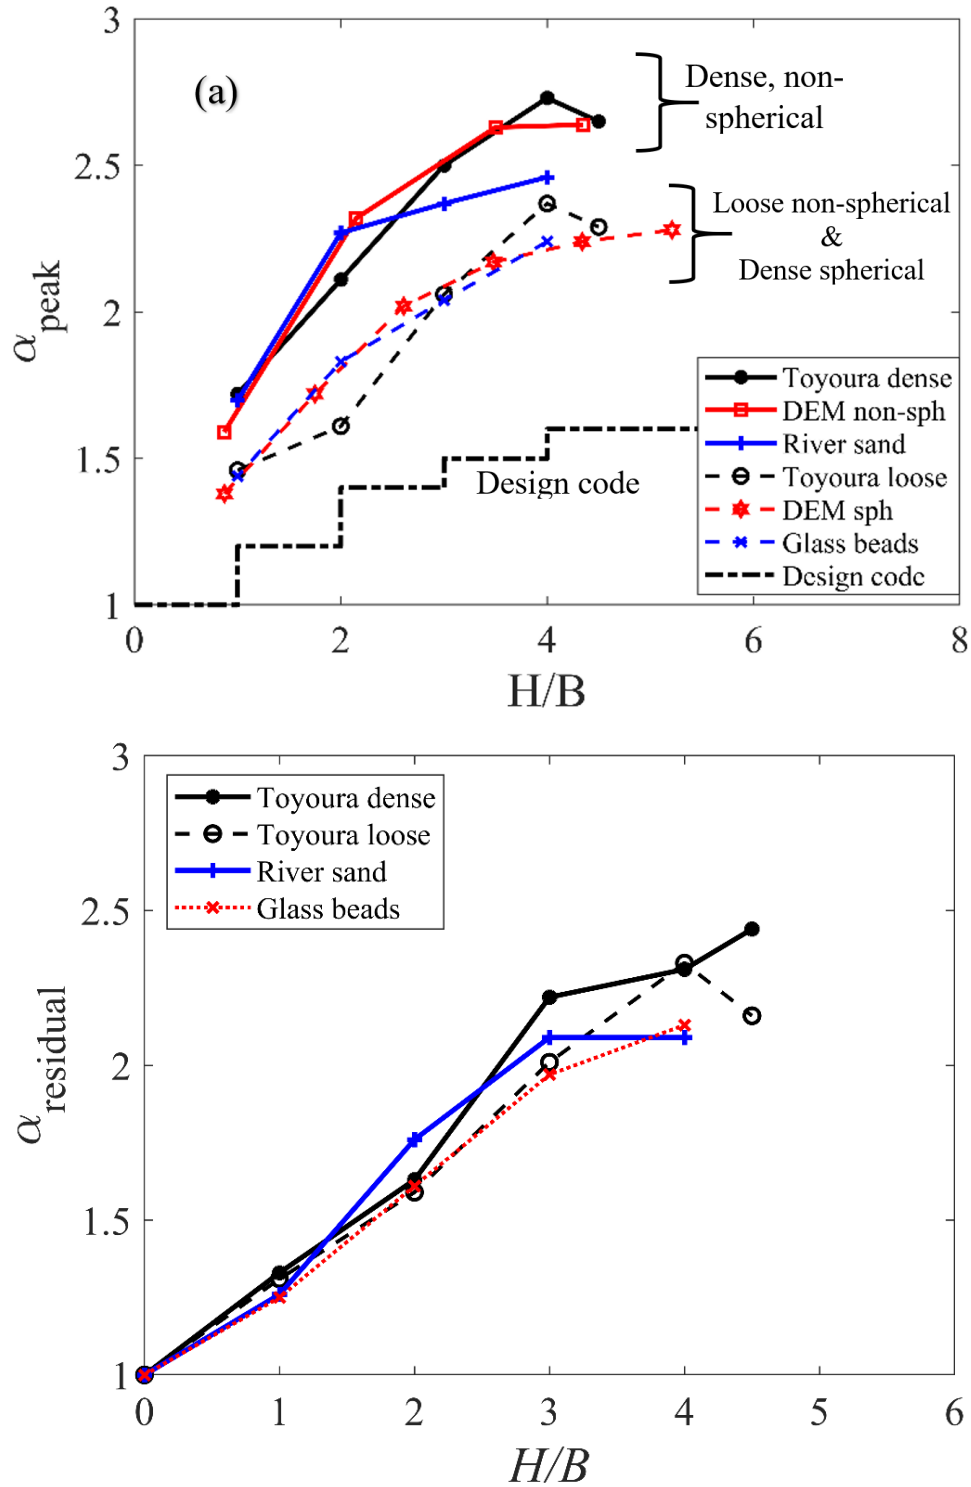 3
(a)
Dense, non-
spherical
2.5
Loose non-spherical
&
Dense spherical
α peak
2
Toyoura dense
DEM non-sph
River sand
Toyoura loose
DEM sph
Glass beads
Design code
1.5
Design code
1
0 2 4 6 8
H/B
3
Toyoura dense
Toyoura loose
River sand
Glass beads
2.5
α residual
2
1.5
1
0 1 2 3 4 5 6
H/B